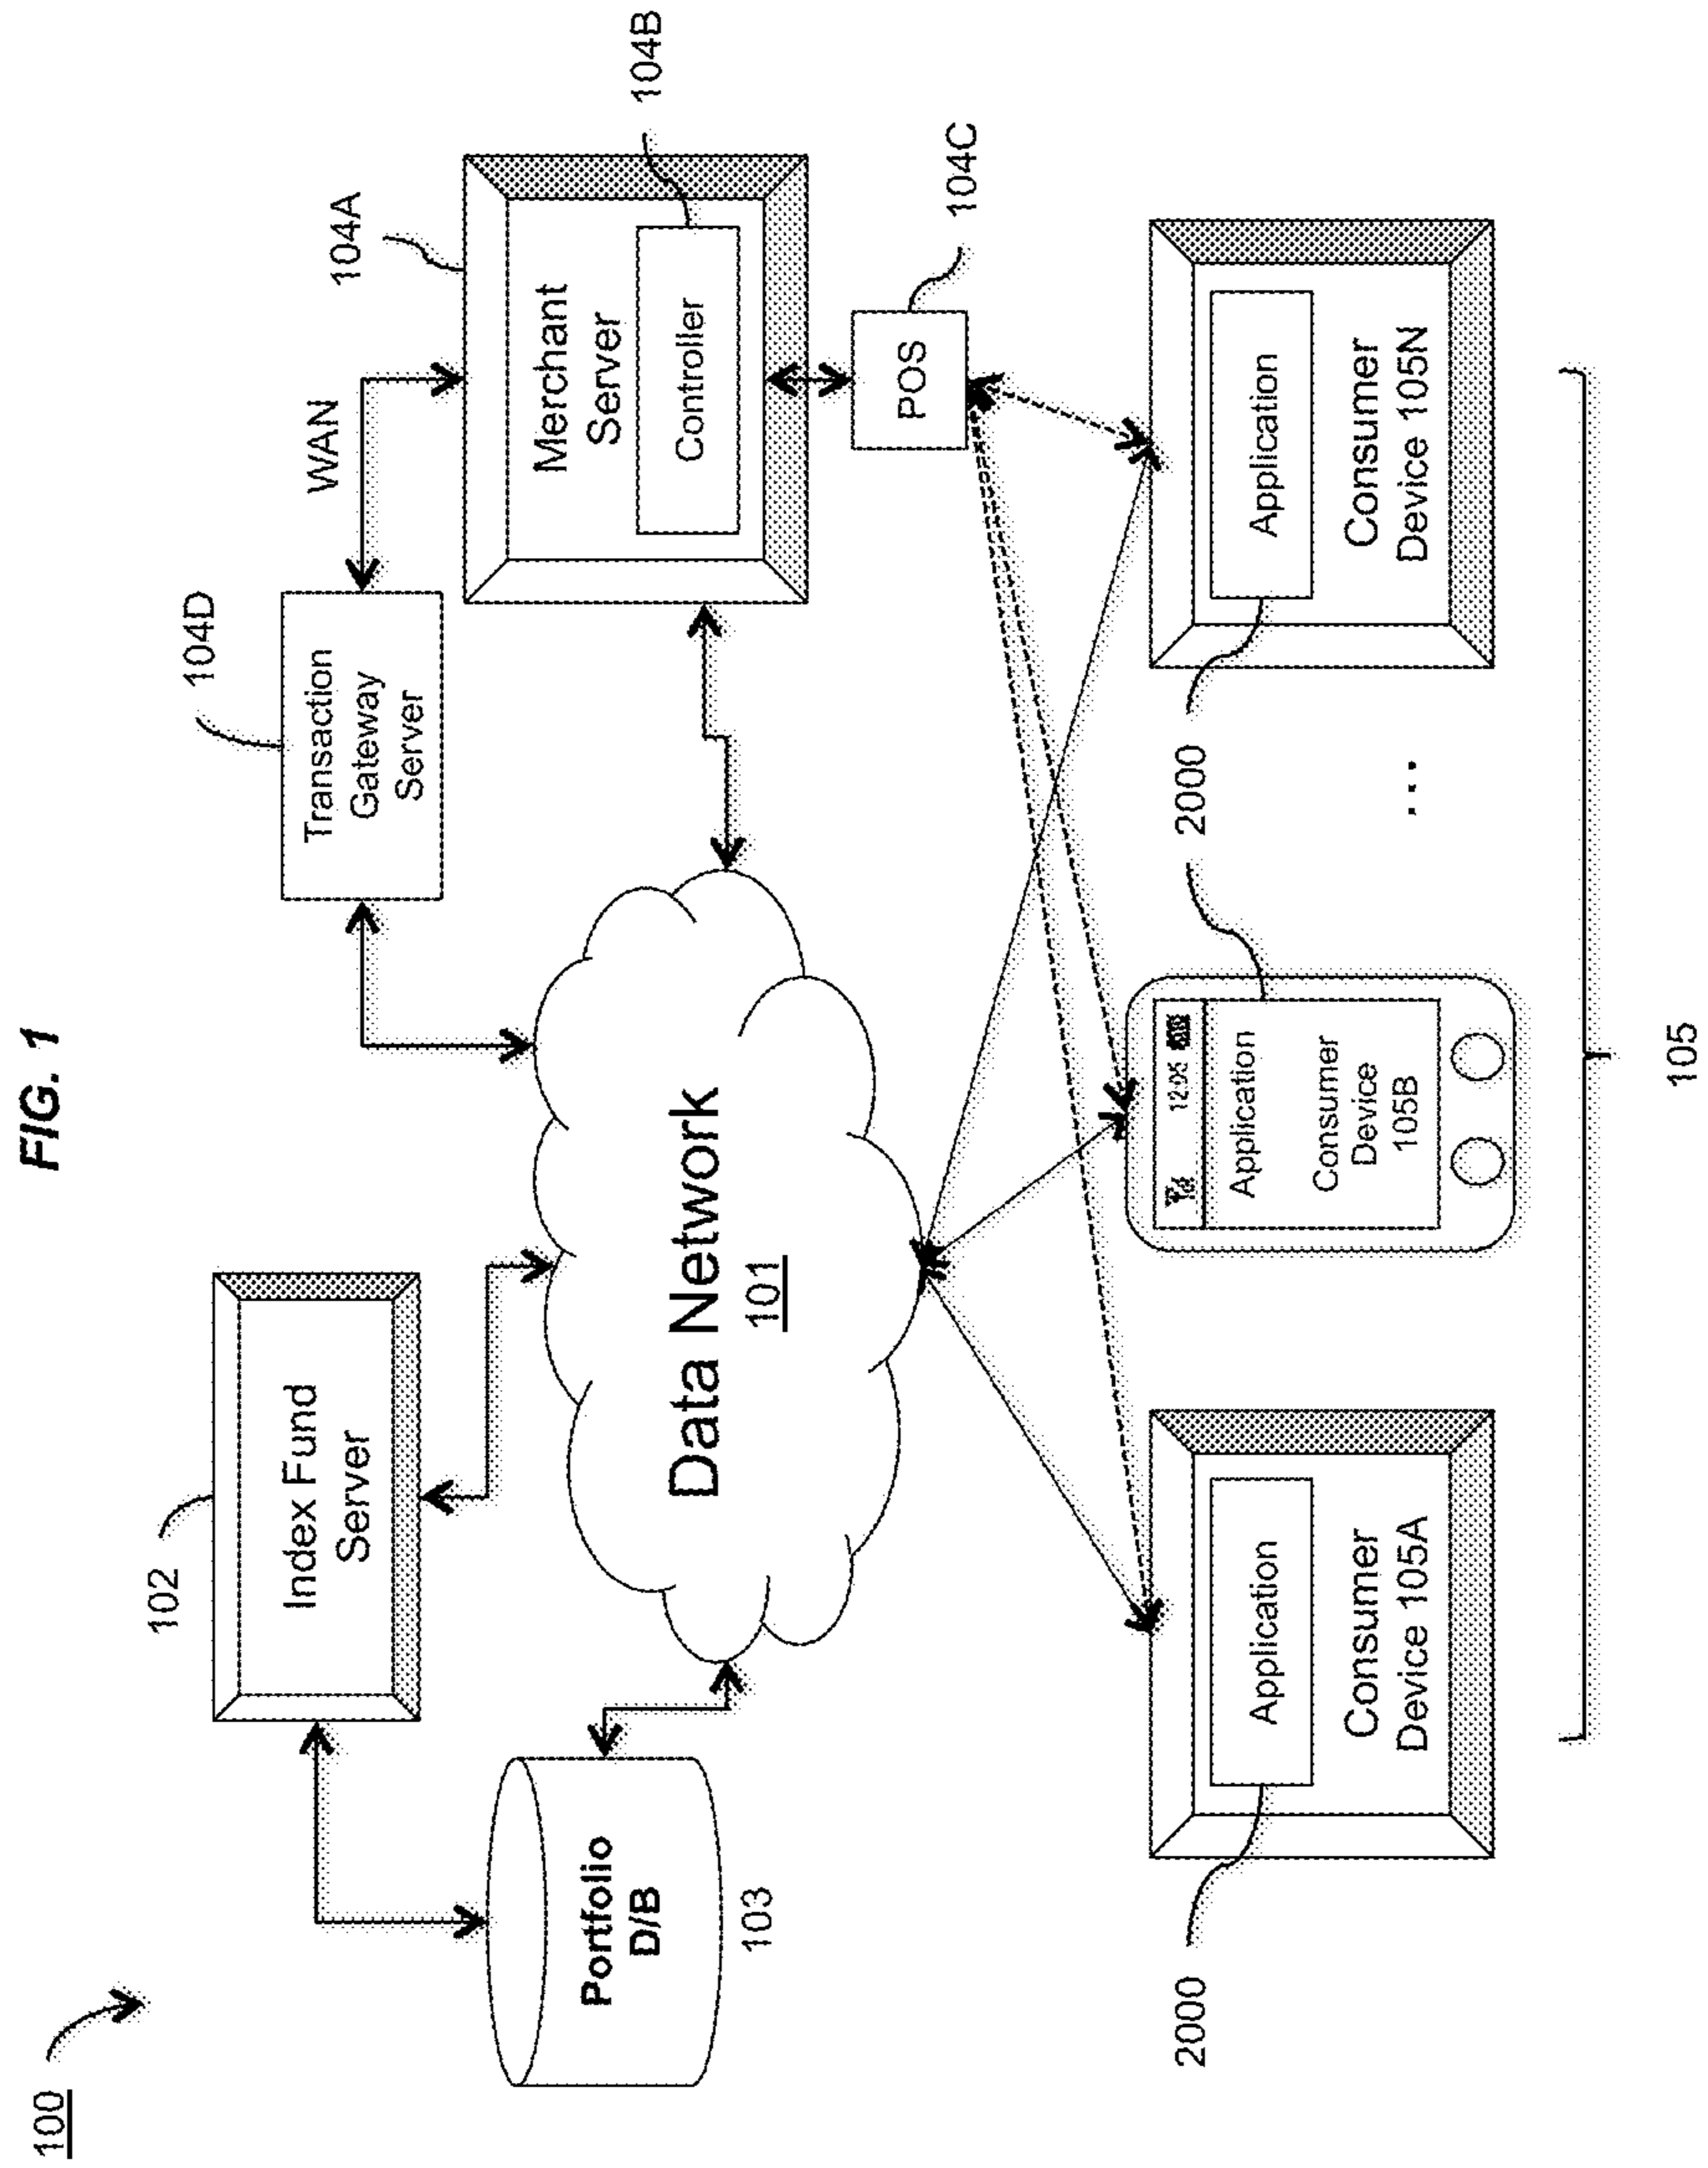 FIG. 1
100
102
Index Fund
Server
104D
Transaction
Gateway
Server
WAN
104A
Merchant
Server
104B
Controller
Portfolio
D/B
103
Data Network
101
POS
104C
2000
Application
Consumer
Device 105A
12:05
Application
Consumer
Device
105B
2000
...
2000
Application
Consumer
Device 105N
105